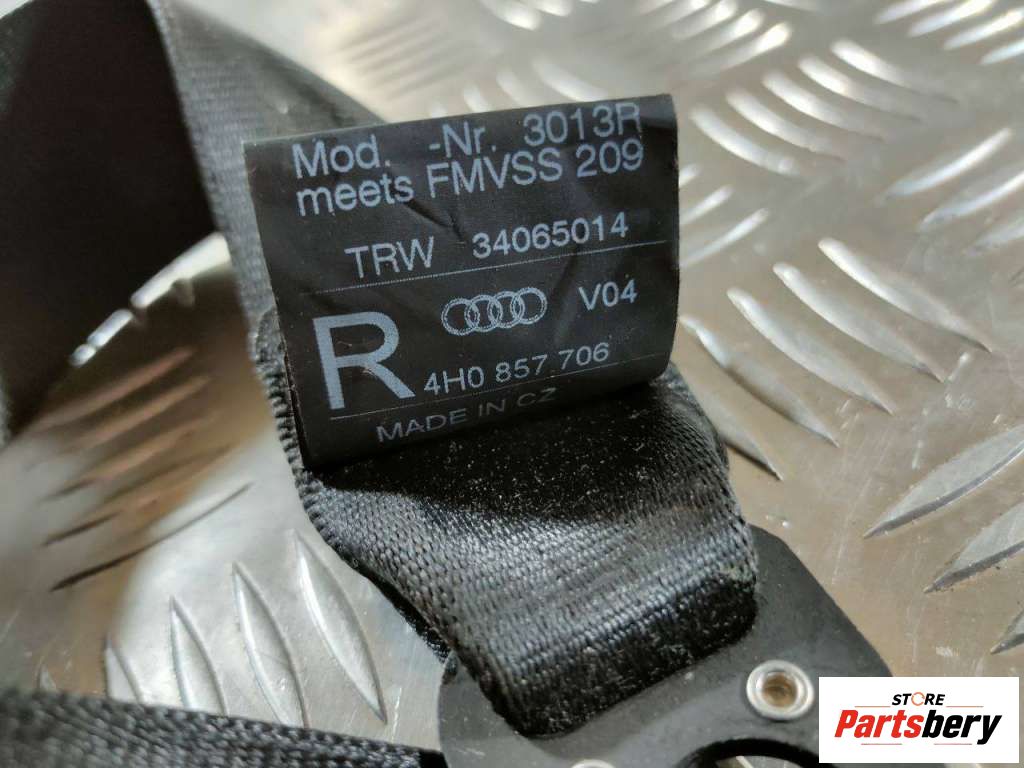 Mod. -Nr. 3013R
meets FMVSS 209
TRW 34065014
V04
R
4H0 857 706
MADE IN CZ
STORE
Partsbery